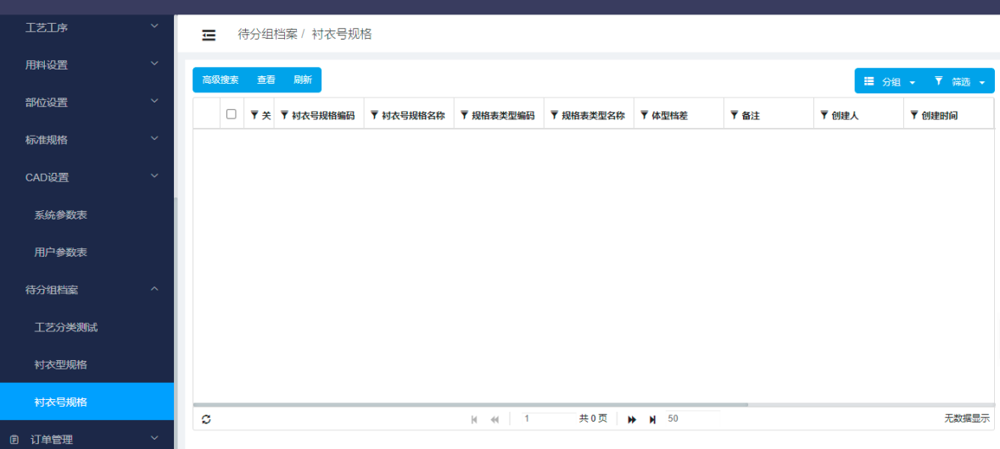 工艺工序
用料设置
部位设置
标准规格
CAD设置
系统参数表
用户参数表
待分组档案
工艺分类测试
衬衣型规格
衬衣号规格
订单管理
待分组档案 / 衬衣号规格
高级搜索 查看 刷新
分组 筛选
关 衬衣号规格编码 衬衣号规格名称 规格表类型编码 规格表类型名称 体型档差 备注 创建人 创建时间
1 共 0 页 50 无数据显示